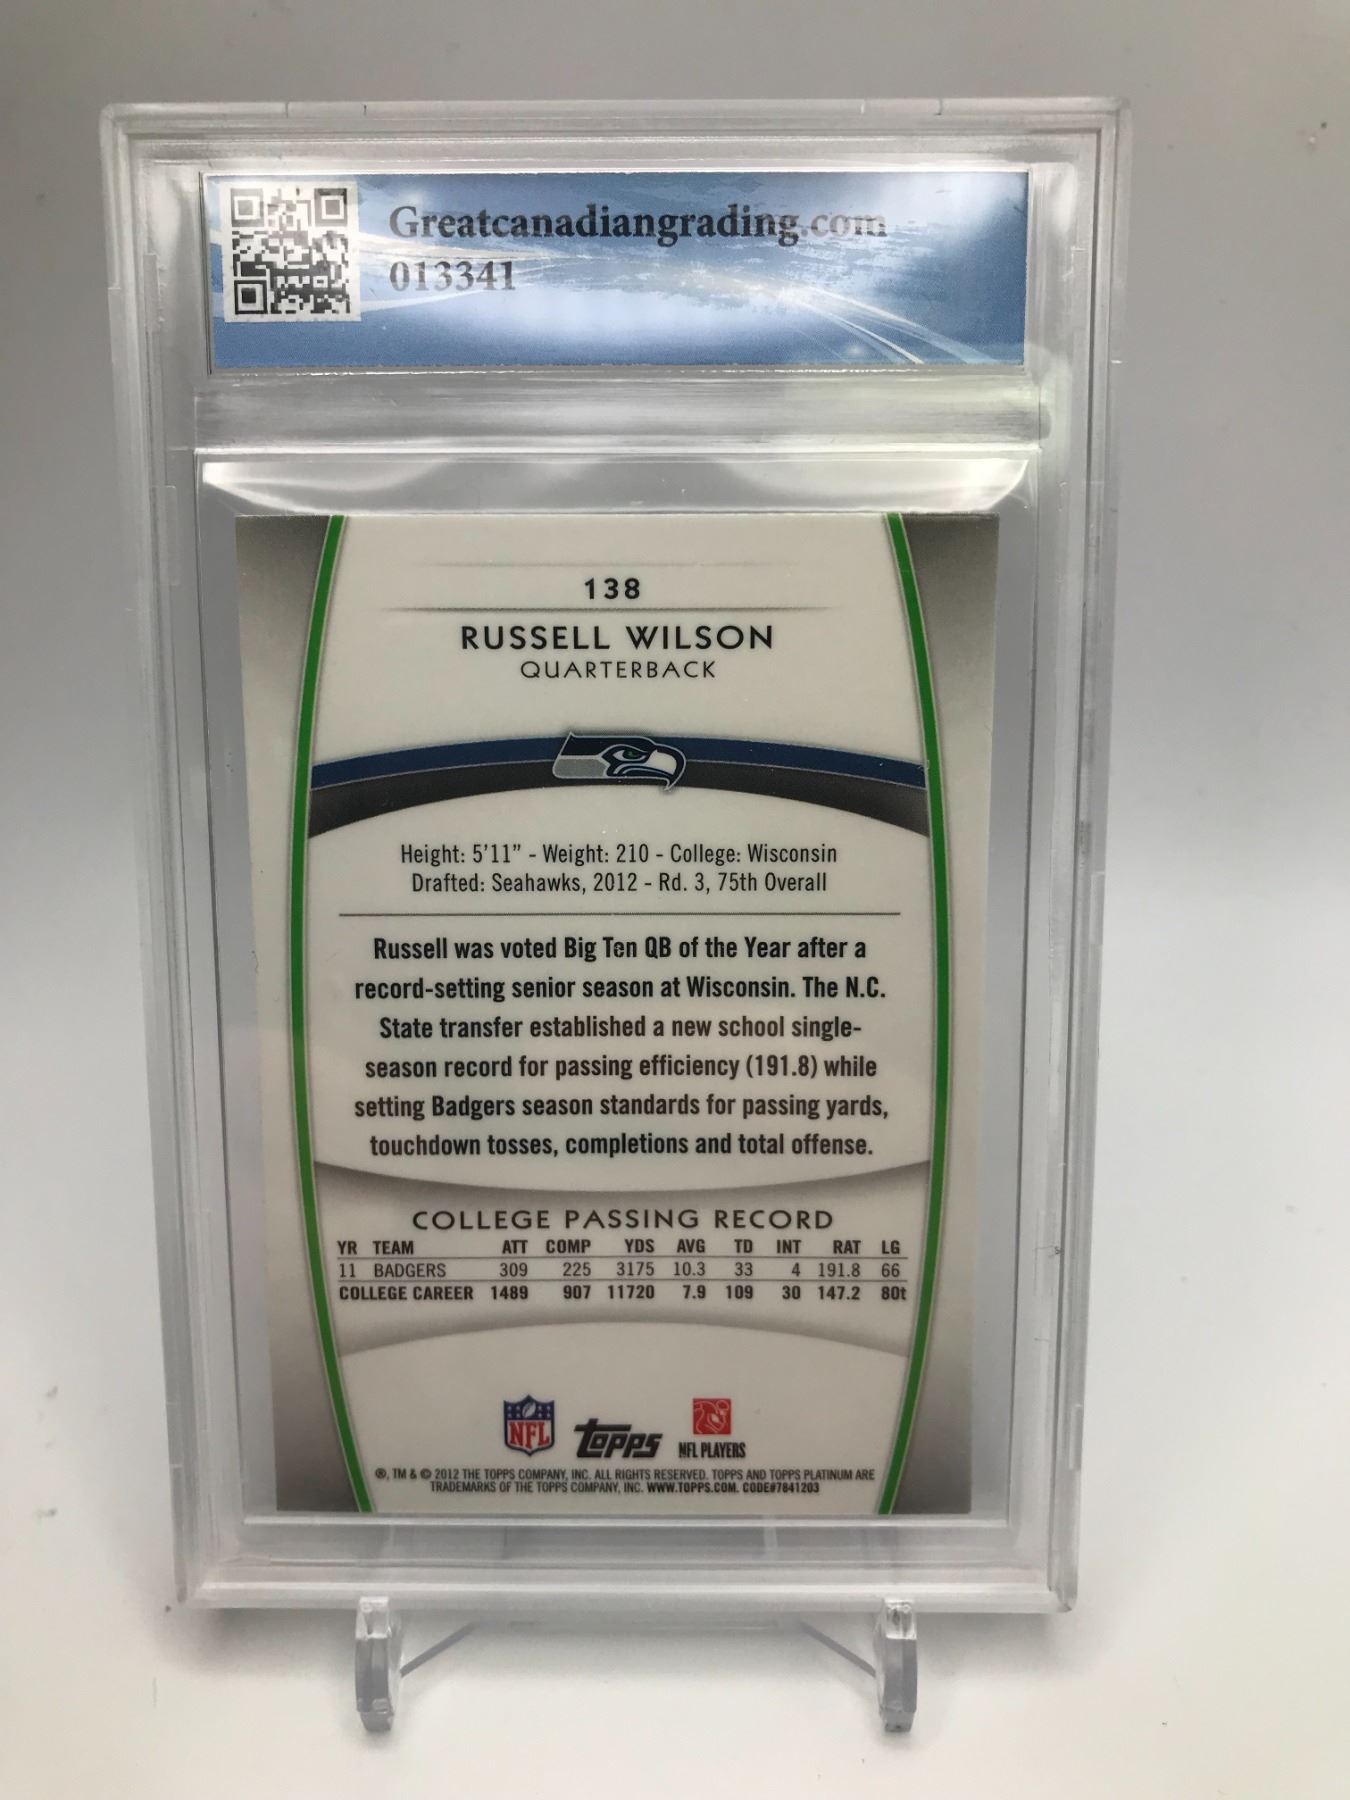 Greatcanadiangrading.com
013341
138
RUSSELL WILSON
QUARTERBACK
Height: 5'11" - Weight: 210 - College: Wisconsin
Drafted: Seahawks, 2012 - Rd. 3, 75th Overall
Russell was voted Big Ten QB of the Year after a
record-setting senior season at Wisconsin. The N.C.
State transfer established a new school single-
season record for passing efficiency (191.8) while
setting Badgers season standards for passing yards,
touchdown tosses, completions and total offense.
COLLEGE PASSING RECORD
YR TEAM ATT COMP YDS AVG TD INT RAT LG
11 BADGERS 309 225 3175 10.3 33 4 191.8 66
COLLEGE CAREER 1489 907 11720 7.9 109 30 147.2 80t
NFL
TOPPS
NFL PLAYERS
®, TM & © 2012 THE TOPPS COMPANY, INC. ALL RIGHTS RESERVED. TOPPS AND TOPPS PLATINUM ARE
TRADEMARKS OF THE TOPPS COMPANY, INC. WWW.TOPPS.COM. CODE#7841203